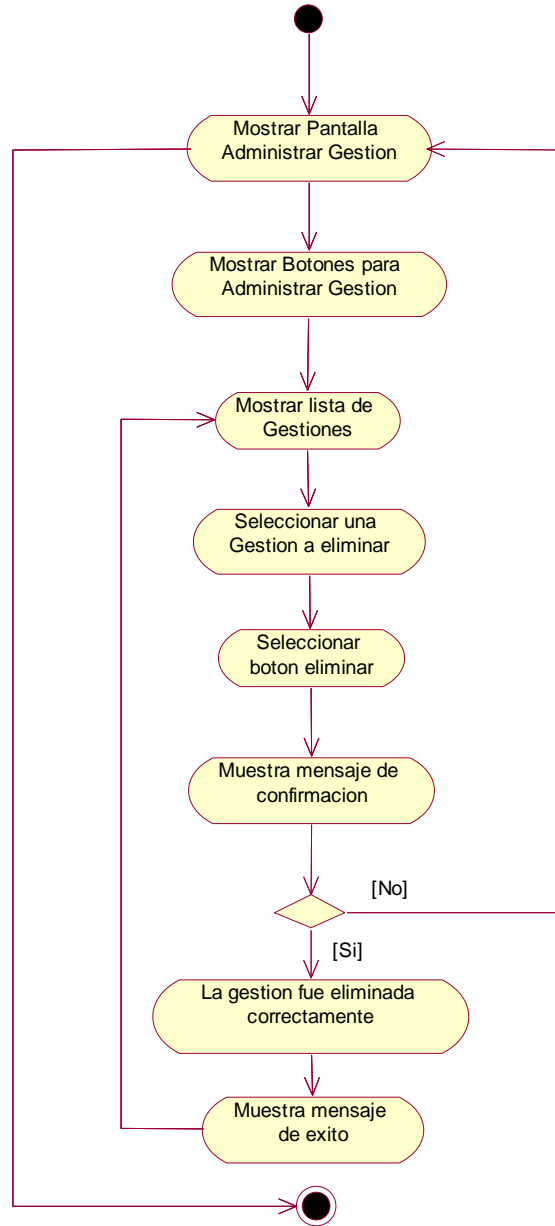 Mostrar Pantalla
Administrar Gestion
Mostrar Botones para
Administrar Gestion
Mostrar lista de
Gestiones
Seleccionar una
Gestion a eliminar
Seleccionar
boton eliminar
Muestra mensaje de
confirmacion
[No]
[Si]
La gestion fue eliminada
correctamente
Muestra mensaje
de exito